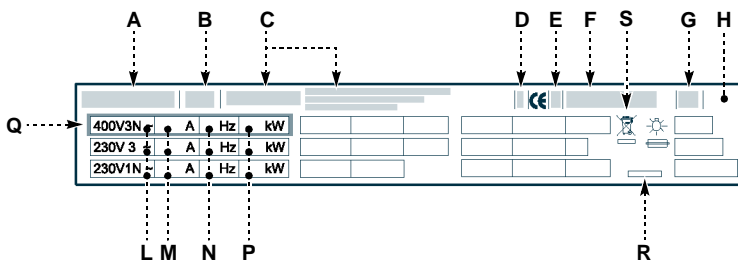 A B C D E F S G H
CE
Q
400V3N ~ A Hz kW
230V 3 ~ A Hz kW
230V1N ~ A Hz kW
L M N P R